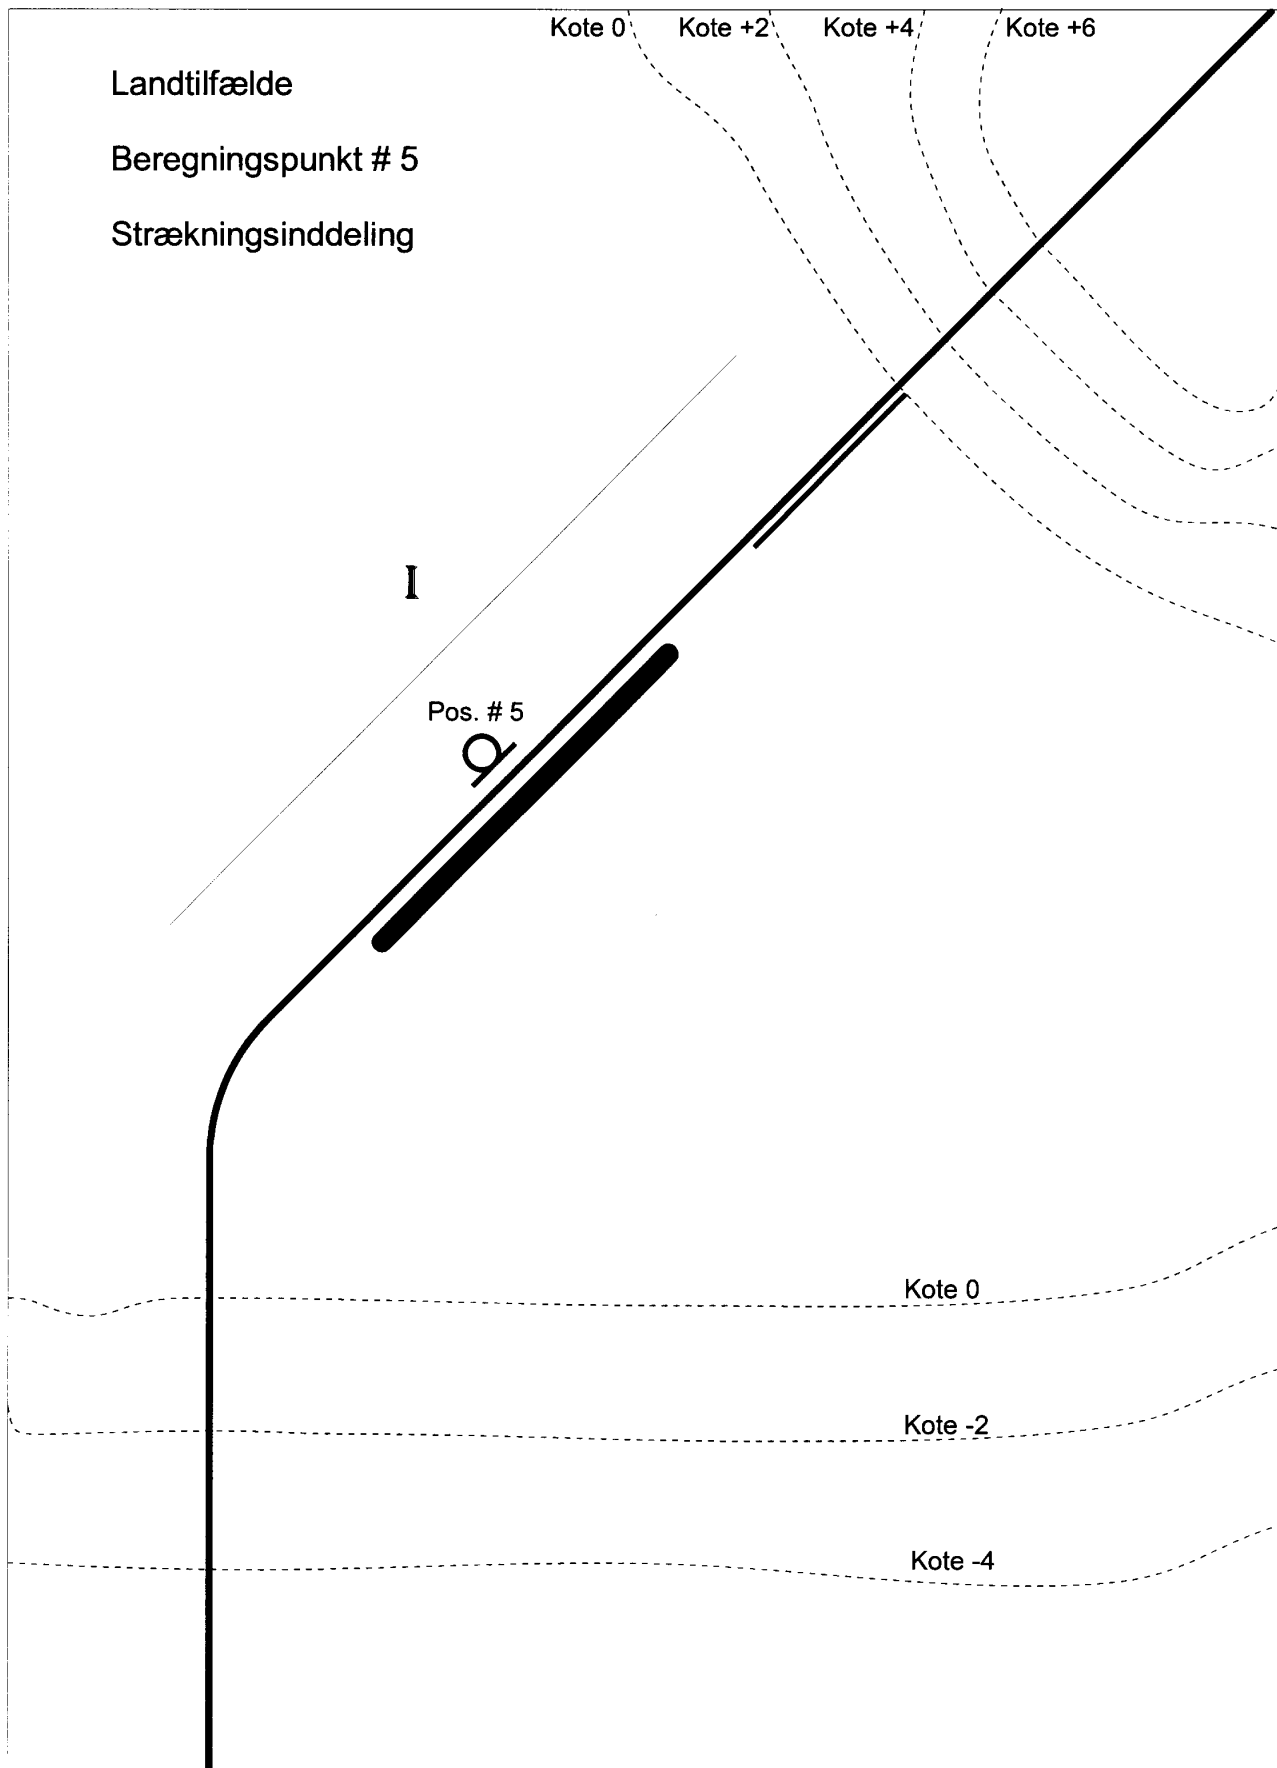 Kote 0 Kote +2 Kote +4 Kote +6
Landtilfælde
Beregningspunkt # 5
Strækningsinddeling
I
Pos. # 5
Kote 0
Kote -2
Kote -4